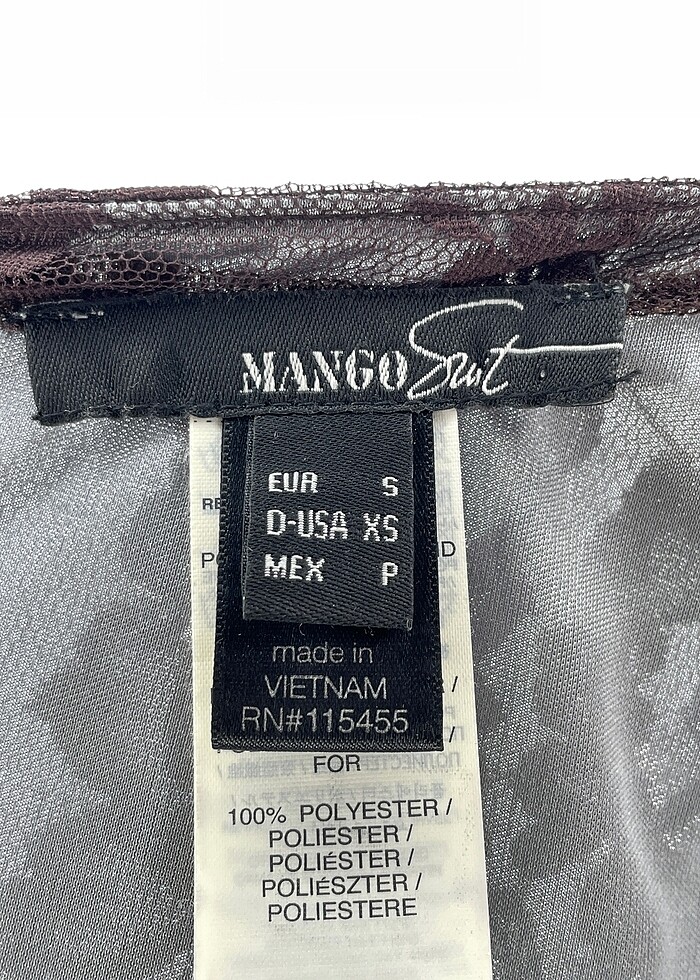 MANGO Suit
EUR S
D-USA XS
MEX P
made in
VIETNAM
RN#115455
FOR
100% POLYESTER /
POLIESTER /
POLIÉSTER /
POLIÉSZTER /
POLIESTERE